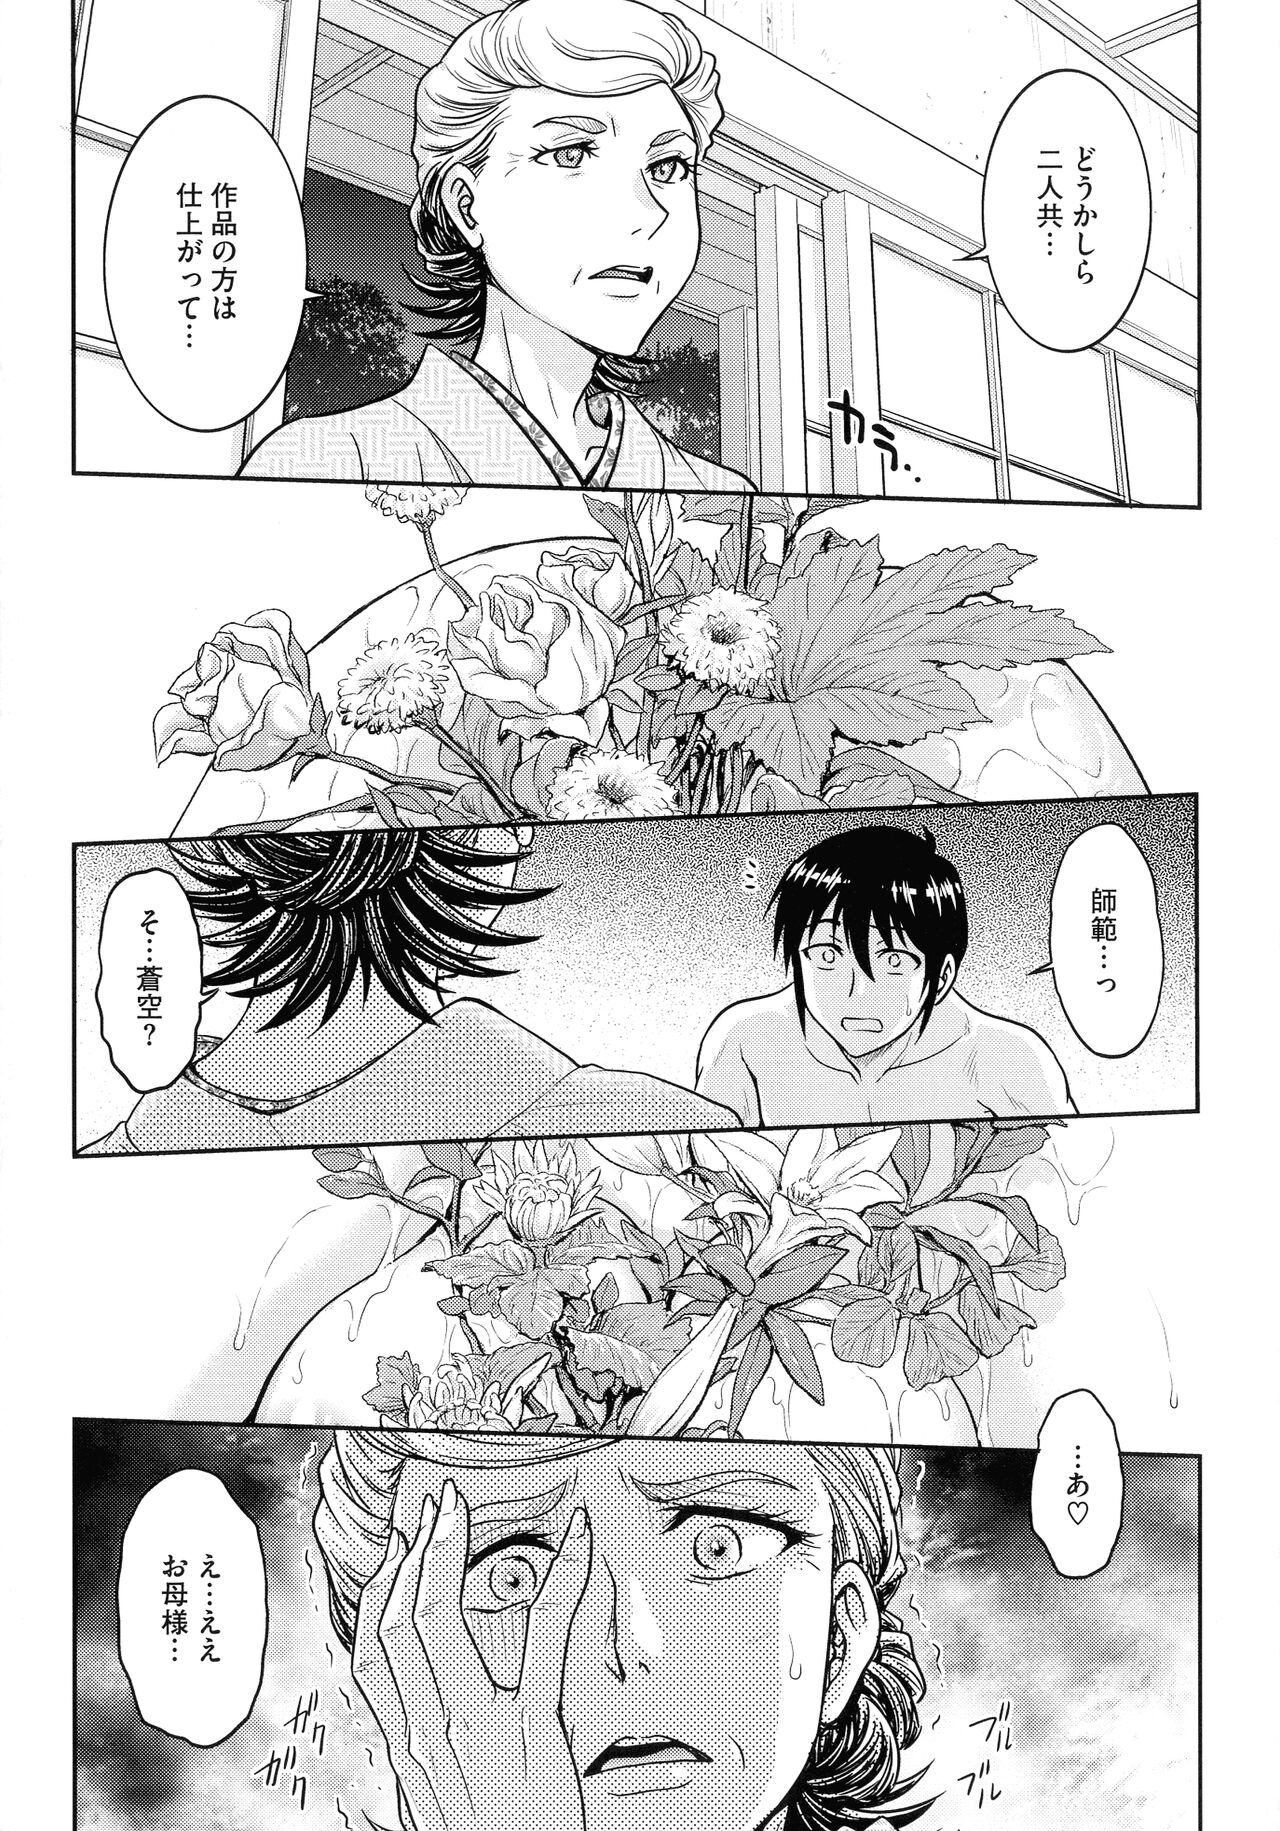 どうかしら
二人共…
カラ..
作品の方は
仕上がって…
師範…っ
そ…蒼空?
…あ♡
え…ええ
お母様…
ブル
ブル
ガク
ガク